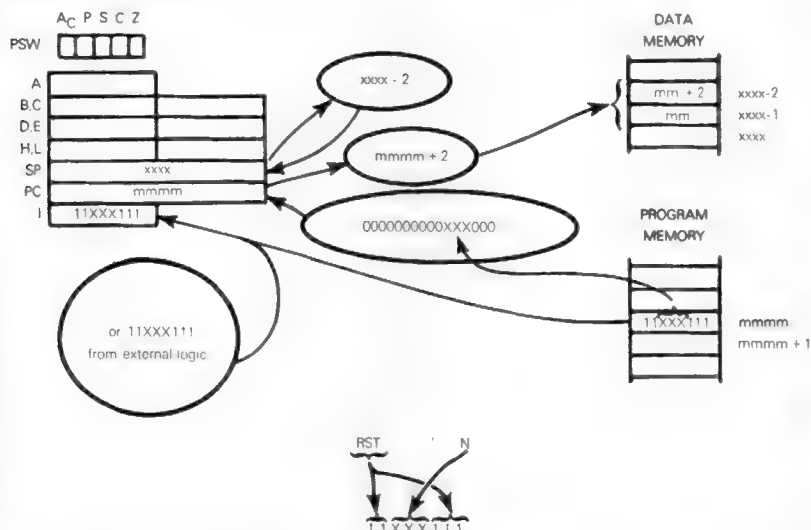 A_C P S C Z
PSW
A
B,C
D,E
H,L
SP xxxx
PC mmmm
I 11XXX111
xxxx - 2
mmmm + 2
0000000000XXX000
or 11XXX111
from external logic
DATA
MEMORY
mm + 2 xxxx-2
mm xxxx-1
xxxx
PROGRAM
MEMORY
11XXX111 mmmm
mmmm + 1
RST N
11XXX111